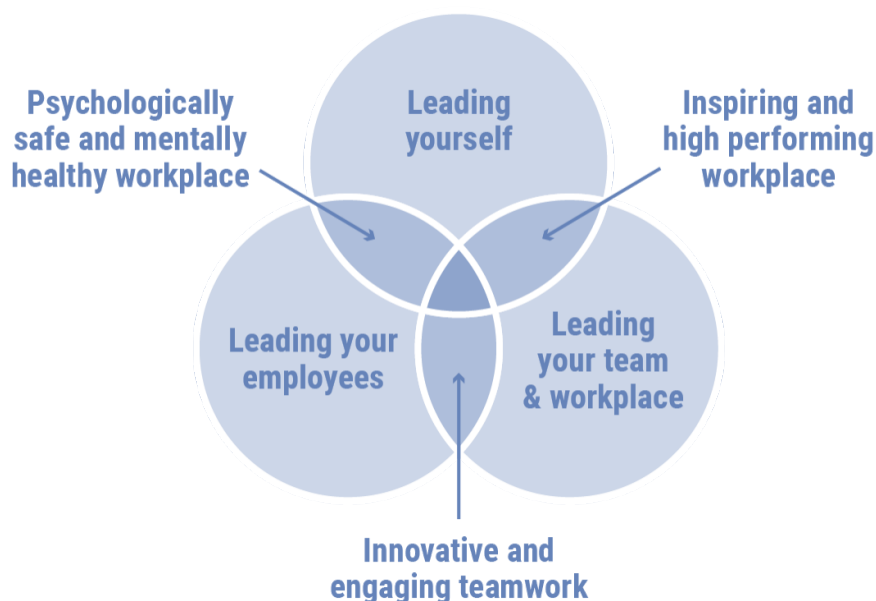 Leading
yourself
Psychologically
safe and mentally
healthy workplace
Inspiring and
high performing
workplace
Leading your
employees
Leading
your team
& workplace
Innovative and
engaging teamwork